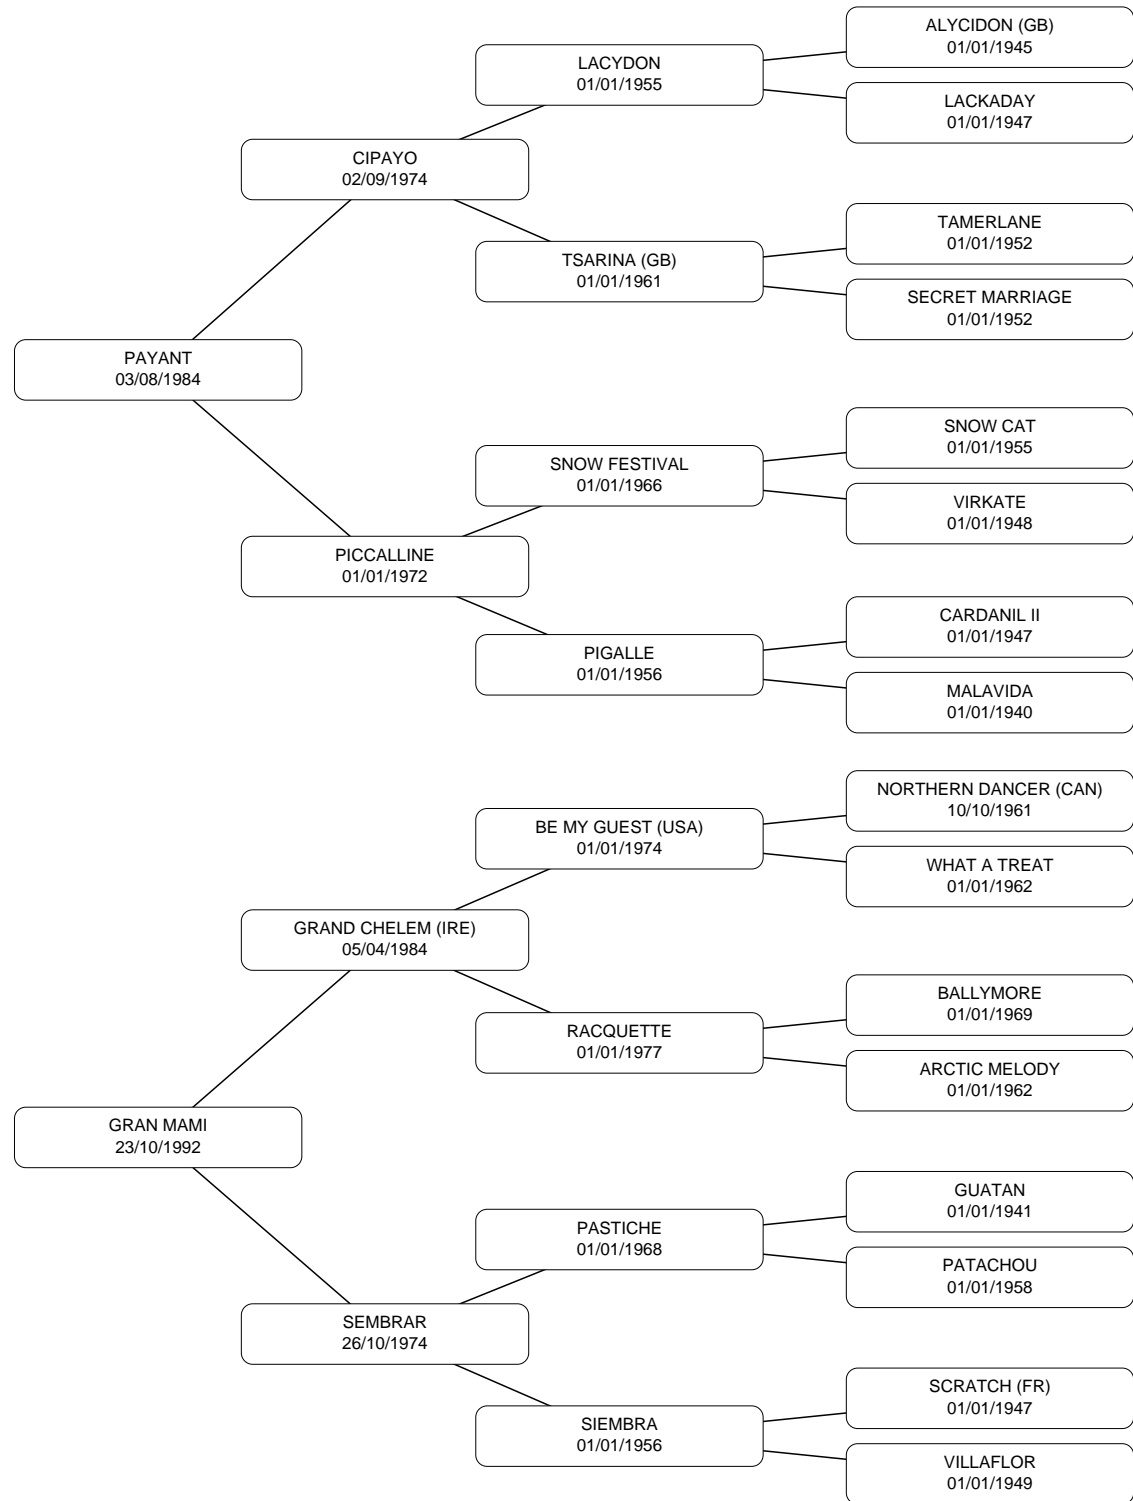 ALYCIDON (GB)
01/01/1945
LACYDON
01/01/1955
LACKADAY
01/01/1947
CIPAYO
02/09/1974
TAMERLANE
01/01/1952
TSARINA (GB)
01/01/1961
SECRET MARRIAGE
01/01/1952
PAYANT
03/08/1984
SNOW CAT
01/01/1955
SNOW FESTIVAL
01/01/1966
VIRKATE
01/01/1948
PICCALLINE
01/01/1972
CARDANIL II
01/01/1947
PIGALLE
01/01/1956
MALAVIDA
01/01/1940
NORTHERN DANCER (CAN)
10/10/1961
BE MY GUEST (USA)
01/01/1974
WHAT A TREAT
01/01/1962
GRAND CHELEM (IRE)
05/04/1984
BALLYMORE
01/01/1969
RACQUETTE
01/01/1977
ARCTIC MELODY
01/01/1962
GRAN MAMI
23/10/1992
GUATAN
01/01/1941
PASTICHE
01/01/1968
PATACHOU
01/01/1958
SEMBRAR
26/10/1974
SCRATCH (FR)
01/01/1947
SIEMBRA
01/01/1956
VILLAFLOR
01/01/1949